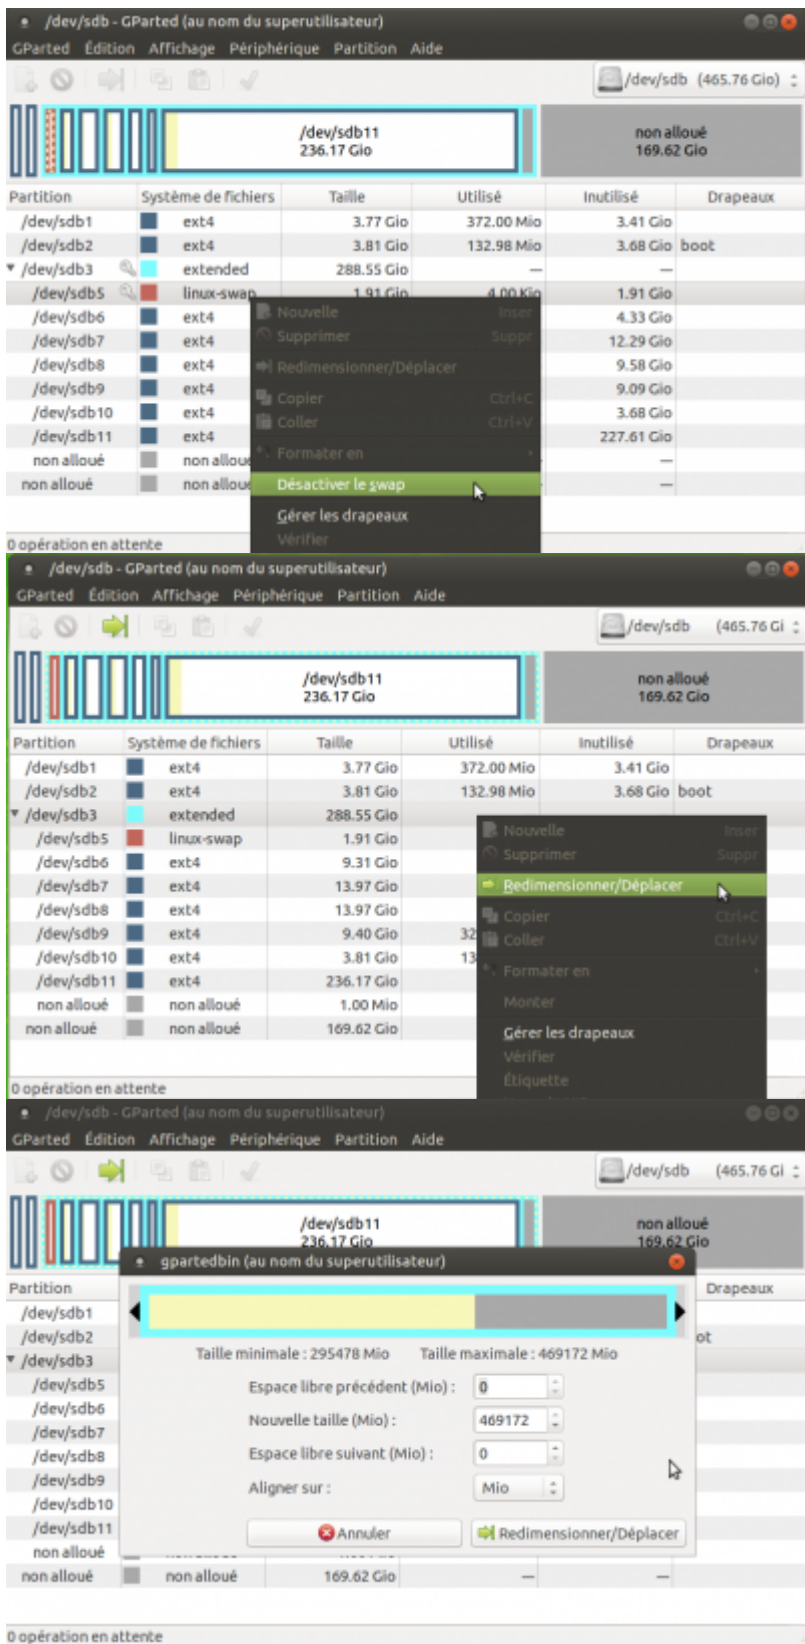 /dev/sdb - GParted (au nom du superutilisateur)
GParted Édition Affichage Périphérique Partition Aide
/dev/sdb (465.76 Gio)
/dev/sdb11 non alloué
236.17 Gio 169.62 Gio
Partition Système de fichiers Taille Utilisé Inutilisé Drapeaux
/dev/sdb1 ext4 3.77 Gio 372.00 Mio 3.41 Gio
/dev/sdb2 ext4 3.81 Gio 132.98 Mio 3.68 Gio boot
/dev/sdb3 extended 288.55 Gio — —
/dev/sdb5 linux-swap 1.91 Gio 4.00 Kio 1.91 Gio
Nouvelle Inser
/dev/sdb6 ext4 4.33 Gio
Supprimer Suppr
/dev/sdb7 ext4 12.29 Gio
/dev/sdb8 ext4 Redimensionner/Déplacer 9.58 Gio
/dev/sdb9 ext4 Copier Ctrl+C 9.09 Gio
/dev/sdb10 ext4 Coller Ctrl+V 3.68 Gio
/dev/sdb11 ext4 227.61 Gio
non alloué non alloué Formater en —
non alloué non alloué Désactiver le swap —
Gérer les drapeaux
0 opération en attente Vérifier
/dev/sdb - GParted (au nom du superutilisateur)
GParted Édition Affichage Périphérique Partition Aide
/dev/sdb (465.76 Gi
/dev/sdb11 non alloué
236.17 Gio 169.62 Gio
Partition Système de fichiers Taille Utilisé Inutilisé Drapeaux
/dev/sdb1 ext4 3.77 Gio 372.00 Mio 3.41 Gio
/dev/sdb2 ext4 3.81 Gio 132.98 Mio 3.68 Gio boot
/dev/sdb3 extended 288.55 Gio
/dev/sdb5 linux-swap 1.91 Gio Nouvelle Inser
/dev/sdb6 ext4 9.31 Gio Supprimer Suppr
/dev/sdb7 ext4 13.97 Gio Redimensionner/Déplacer
/dev/sdb8 ext4 13.97 Gio Copier Ctrl+C
/dev/sdb9 ext4 9.40 Gio 32 Coller Ctrl+V
/dev/sdb10 ext4 3.81 Gio 13
/dev/sdb11 ext4 236.17 Gio Formater en
non alloué non alloué 1.00 Mio Monter
non alloué non alloué 169.62 Gio Gérer les drapeaux
Vérifier
0 opération en attente Étiquette
/dev/sdb - GParted (au nom du superutilisateur)
GParted Édition Affichage Périphérique Partition Aide
/dev/sdb (465.76 Gi
/dev/sdb11 non alloué
236.17 Gio 169.62 Gio
gpartedbin (au nom du superutilisateur)
Partition Drapeaux
/dev/sdb1
/dev/sdb2 ot
Taille minimale : 295478 Mio Taille maximale : 469172 Mio
/dev/sdb3
/dev/sdb5 Espace libre précédent (Mio) : 0
/dev/sdb6
/dev/sdb7 Nouvelle taille (Mio) : 469172
/dev/sdb8 Espace libre suivant (Mio) : 0
/dev/sdb9 Aligner sur : Mio
/dev/sdb10
/dev/sdb11 Annuler Redimensionner/Déplacer
non alloué
non alloué non alloué 169.62 Gio — —
0 opération en attente